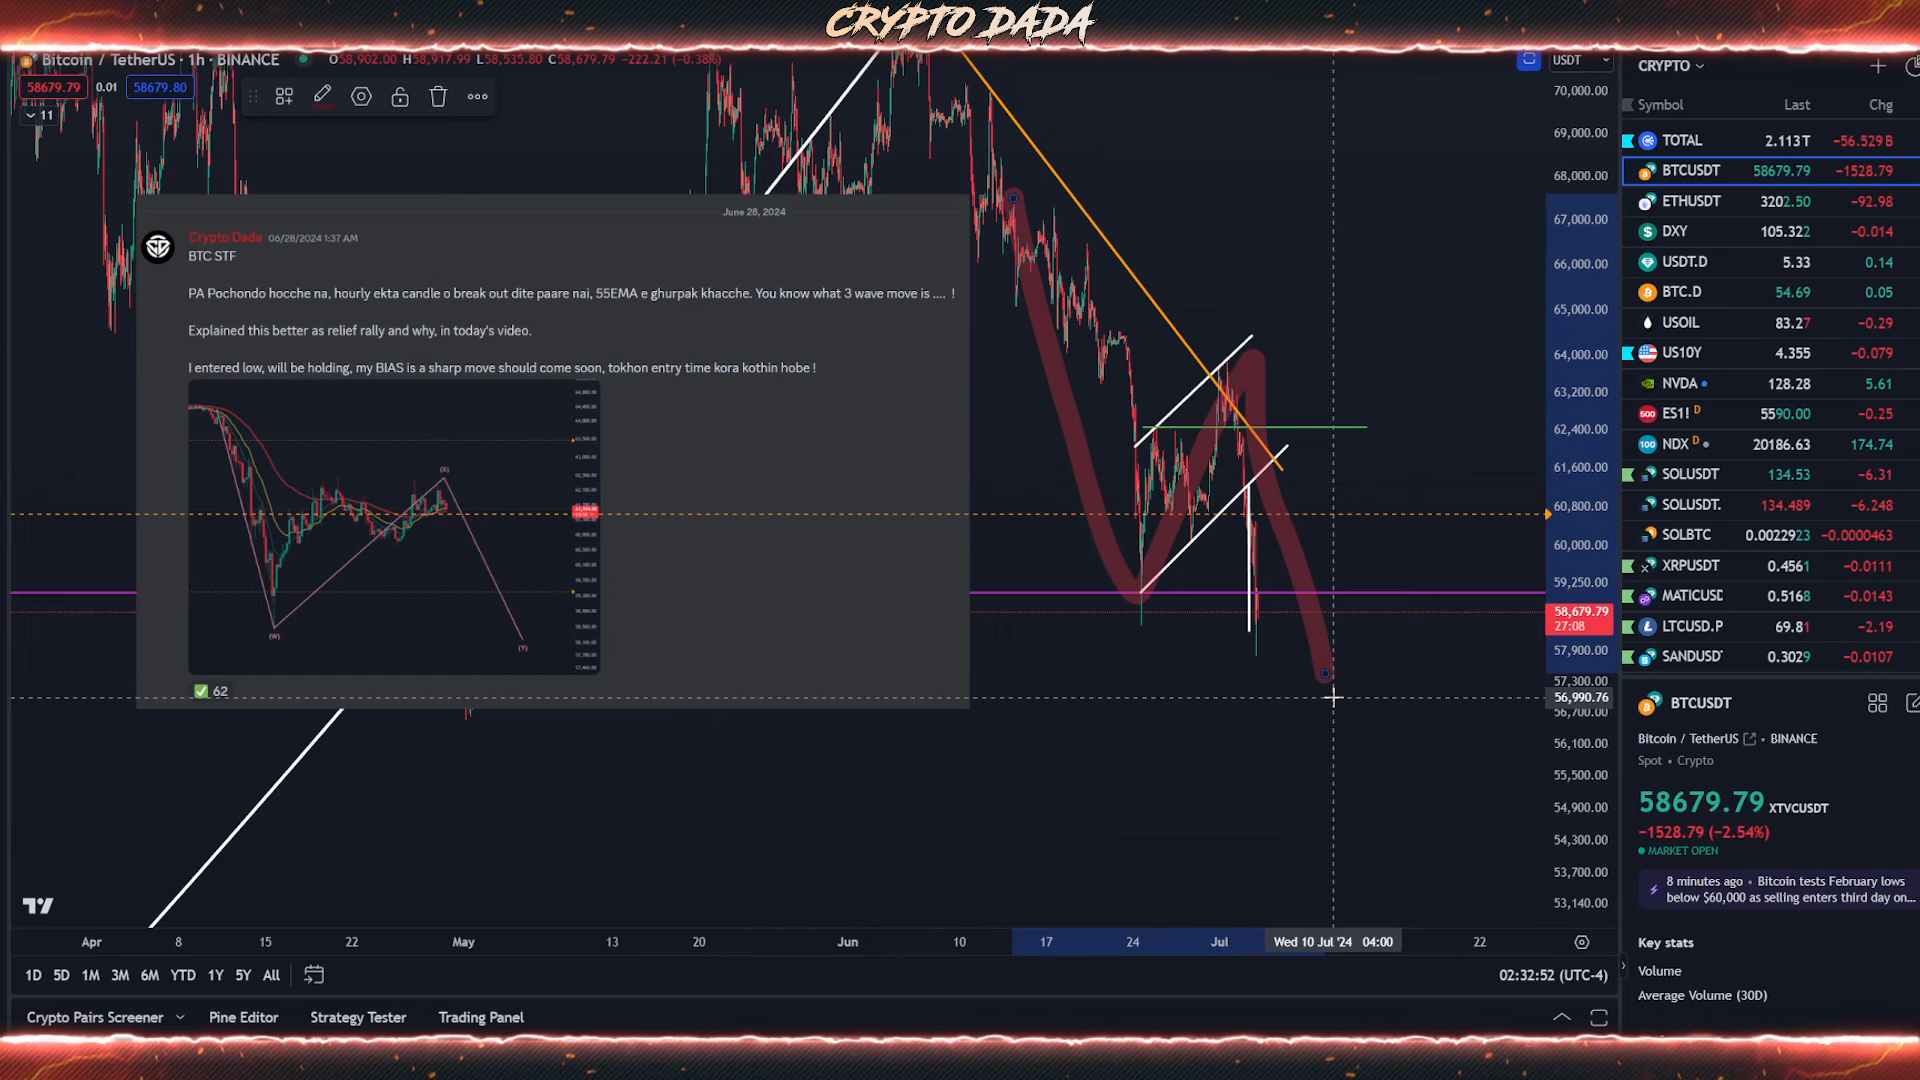 CRYPTO DADA
Bitcoin / TetherUS · 1h · BINANCE O58,902.00 H58,917.99 L58,535.80 C58,679.79 −222.21 (−0.38%)
58679.79 0.01 58679.80
11
USDT
70,000.00
69,000.00
68,000.00
67,000.00
66,000.00
65,000.00
64,000.00
63,200.00
62,400.00
61,600.00
60,800.00
60,000.00
59,250.00
58,679.79
27:08
57,900.00
57,300.00
56,990.76
56,700.00
56,100.00
55,500.00
54,900.00
54,300.00
53,700.00
53,140.00
June 28, 2024
Crypto Dada 06/28/2024 1:37 AM
BTC STF
PA Pochondo hocche na, hourly ekta candle o break out dite paare nai, 55EMA e ghurpak khacche. You know what 3 wave move is .... !
Explained this better as relief rally and why, in today's video.
I entered low, will be holding, my BIAS is a sharp move should come soon, tokhon entry time kora kothin hobe !
(X)
(W)
(Y)
62
Apr 8 15 22 May 13 20 Jun 10 17 24 Jul Wed 10 Jul '24 04:00 22
1D 5D 1M 3M 6M YTD 1Y 5Y All
02:32:52 (UTC-4)
Crypto Pairs Screener Pine Editor Strategy Tester Trading Panel
CRYPTO
Symbol Last Chg
TOTAL 2.113T −56.529B
BTCUSDT 58679.79 −1528.79
ETHUSDT 3202.50 −92.98
DXY 105.322 −0.014
USDT.D 5.33 0.14
BTC.D 54.69 0.05
USOIL 83.27 −0.29
US10Y 4.355 −0.079
NVDA 128.28 5.61
ES1! D 5590.00 −0.25
NDX D 20186.63 174.74
SOLUSDT 134.53 −6.31
SOLUSDT. 134.489 −6.248
SOLBTC 0.0022923 −0.0000463
XRPUSDT 0.4561 −0.0111
MATICUSD 0.5168 −0.0143
LTCUSD.P 69.81 −2.19
SANDUSD 0.3029 −0.0107
BTCUSDT
Bitcoin / TetherUS • BINANCE
Spot • Crypto
58679.79 XTVCUSDT
−1528.79 (−2.54%)
MARKET OPEN
8 minutes ago • Bitcoin tests February lows
below $60,000 as selling enters third day on...
Key stats
Volume
Average Volume (30D)